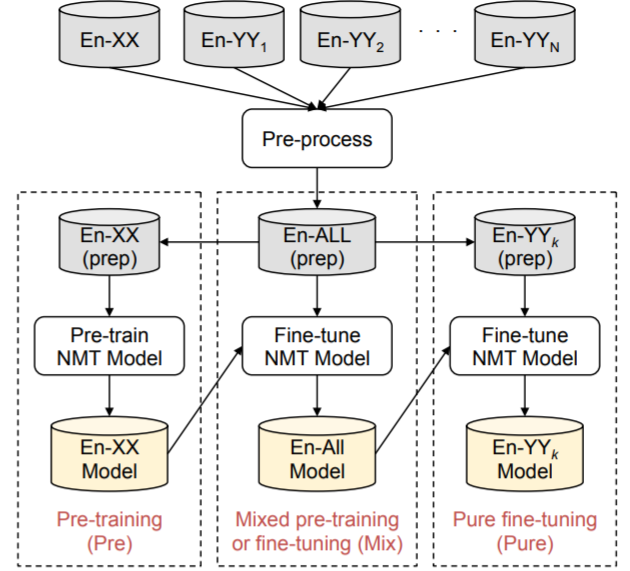 En-XX
En-YY1
En-YY2
. . .
En-YYN
Pre-process
En-XX
(prep)
En-ALL
(prep)
En-YYk
(prep)
Pre-train
NMT Model
Fine-tune
NMT Model
Fine-tune
NMT Model
En-XX
Model
En-All
Model
En-YYk
Model
Pre-training
(Pre)
Mixed pre-training
or fine-tuning (Mix)
Pure fine-tuning
(Pure)